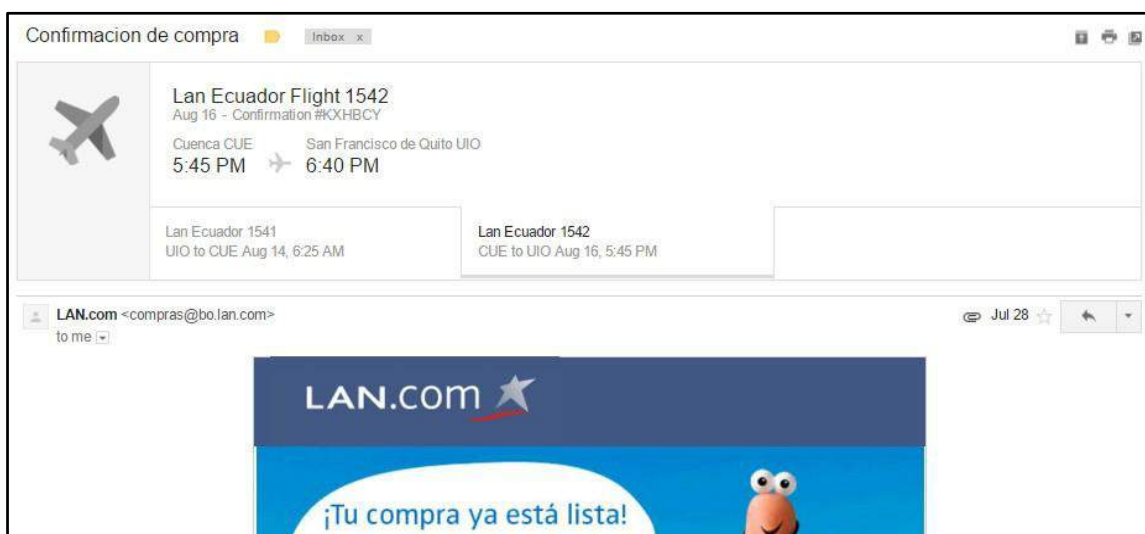 Confirmacion de compra Inbox x
Lan Ecuador Flight 1542
Aug 16 - Confirmation #KXHBCY
Cuenca CUE San Francisco de Quito UIO
5:45 PM 6:40 PM
Lan Ecuador 1541 Lan Ecuador 1542
UIO to CUE Aug 14, 6:25 AM CUE to UIO Aug 16, 5:45 PM
LAN.com <compras@bo.lan.com> Jul 28
to me
LAN.com
¡Tu compra ya está lista!